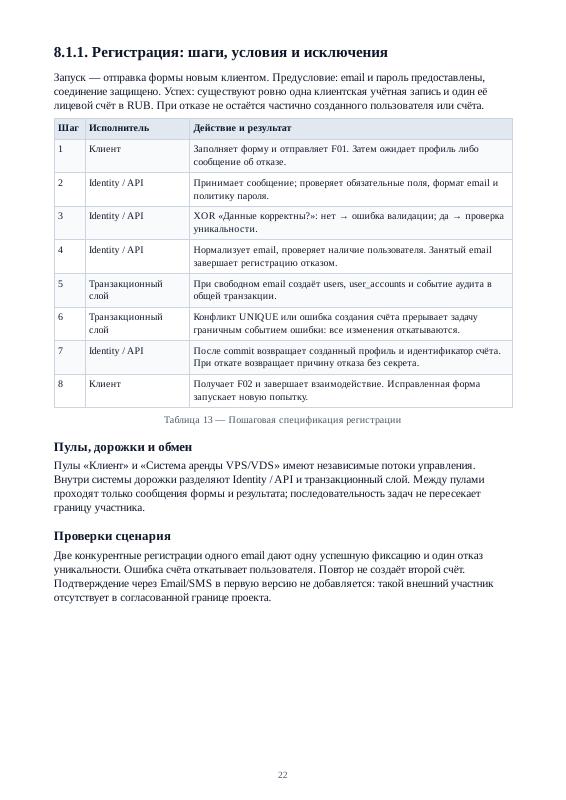 8.1.1. Регистрация: шаги, условия и исключения
Запуск — отправка формы новым клиентом. Предусловие: email и пароль предоставлены,
соединение защищено. Успех: существуют ровно одна клиентская учётная запись и один её
лицевой счёт в RUB. При отказе не остаётся частично созданного пользователя или счёта.
Шаг Исполнитель Действие и результат
1 Клиент Заполняет форму и отправляет F01. Затем ожидает профиль либо
сообщение об отказе.
2 Identity / API Принимает сообщение; проверяет обязательные поля, формат email и
политику пароля.
3 Identity / API XOR «Данные корректны?»: нет → ошибка валидации; да → проверка
уникальности.
4 Identity / API Нормализует email, проверяет наличие пользователя. Занятый email
завершает регистрацию отказом.
5 Транзакционный При свободном email создаёт users, user_accounts и событие аудита в
слой общей транзакции.
6 Транзакционный Конфликт UNIQUE или ошибка создания счёта прерывает задачу
слой граничным событием ошибки: все изменения откатываются.
7 Identity / API После commit возвращает созданный профиль и идентификатор счёта.
При откате возвращает причину отказа без секрета.
8 Клиент Получает F02 и завершает взаимодействие. Исправленная форма
запускает новую попытку.
Таблица 13 — Пошаговая спецификация регистрации
Пулы, дорожки и обмен
Пулы «Клиент» и «Система аренды VPS/VDS» имеют независимые потоки управления.
Внутри системы дорожки разделяют Identity / API и транзакционный слой. Между пулами
проходят только сообщения формы и результата; последовательность задач не пересекает
границу участника.
Проверки сценария
Две конкурентные регистрации одного email дают одну успешную фиксацию и один отказ
уникальности. Ошибка счёта откатывает пользователя. Повтор не создаёт второй счёт.
Подтверждение через Email/SMS в первую версию не добавляется: такой внешний участник
отсутствует в согласованной границе проекта.
22